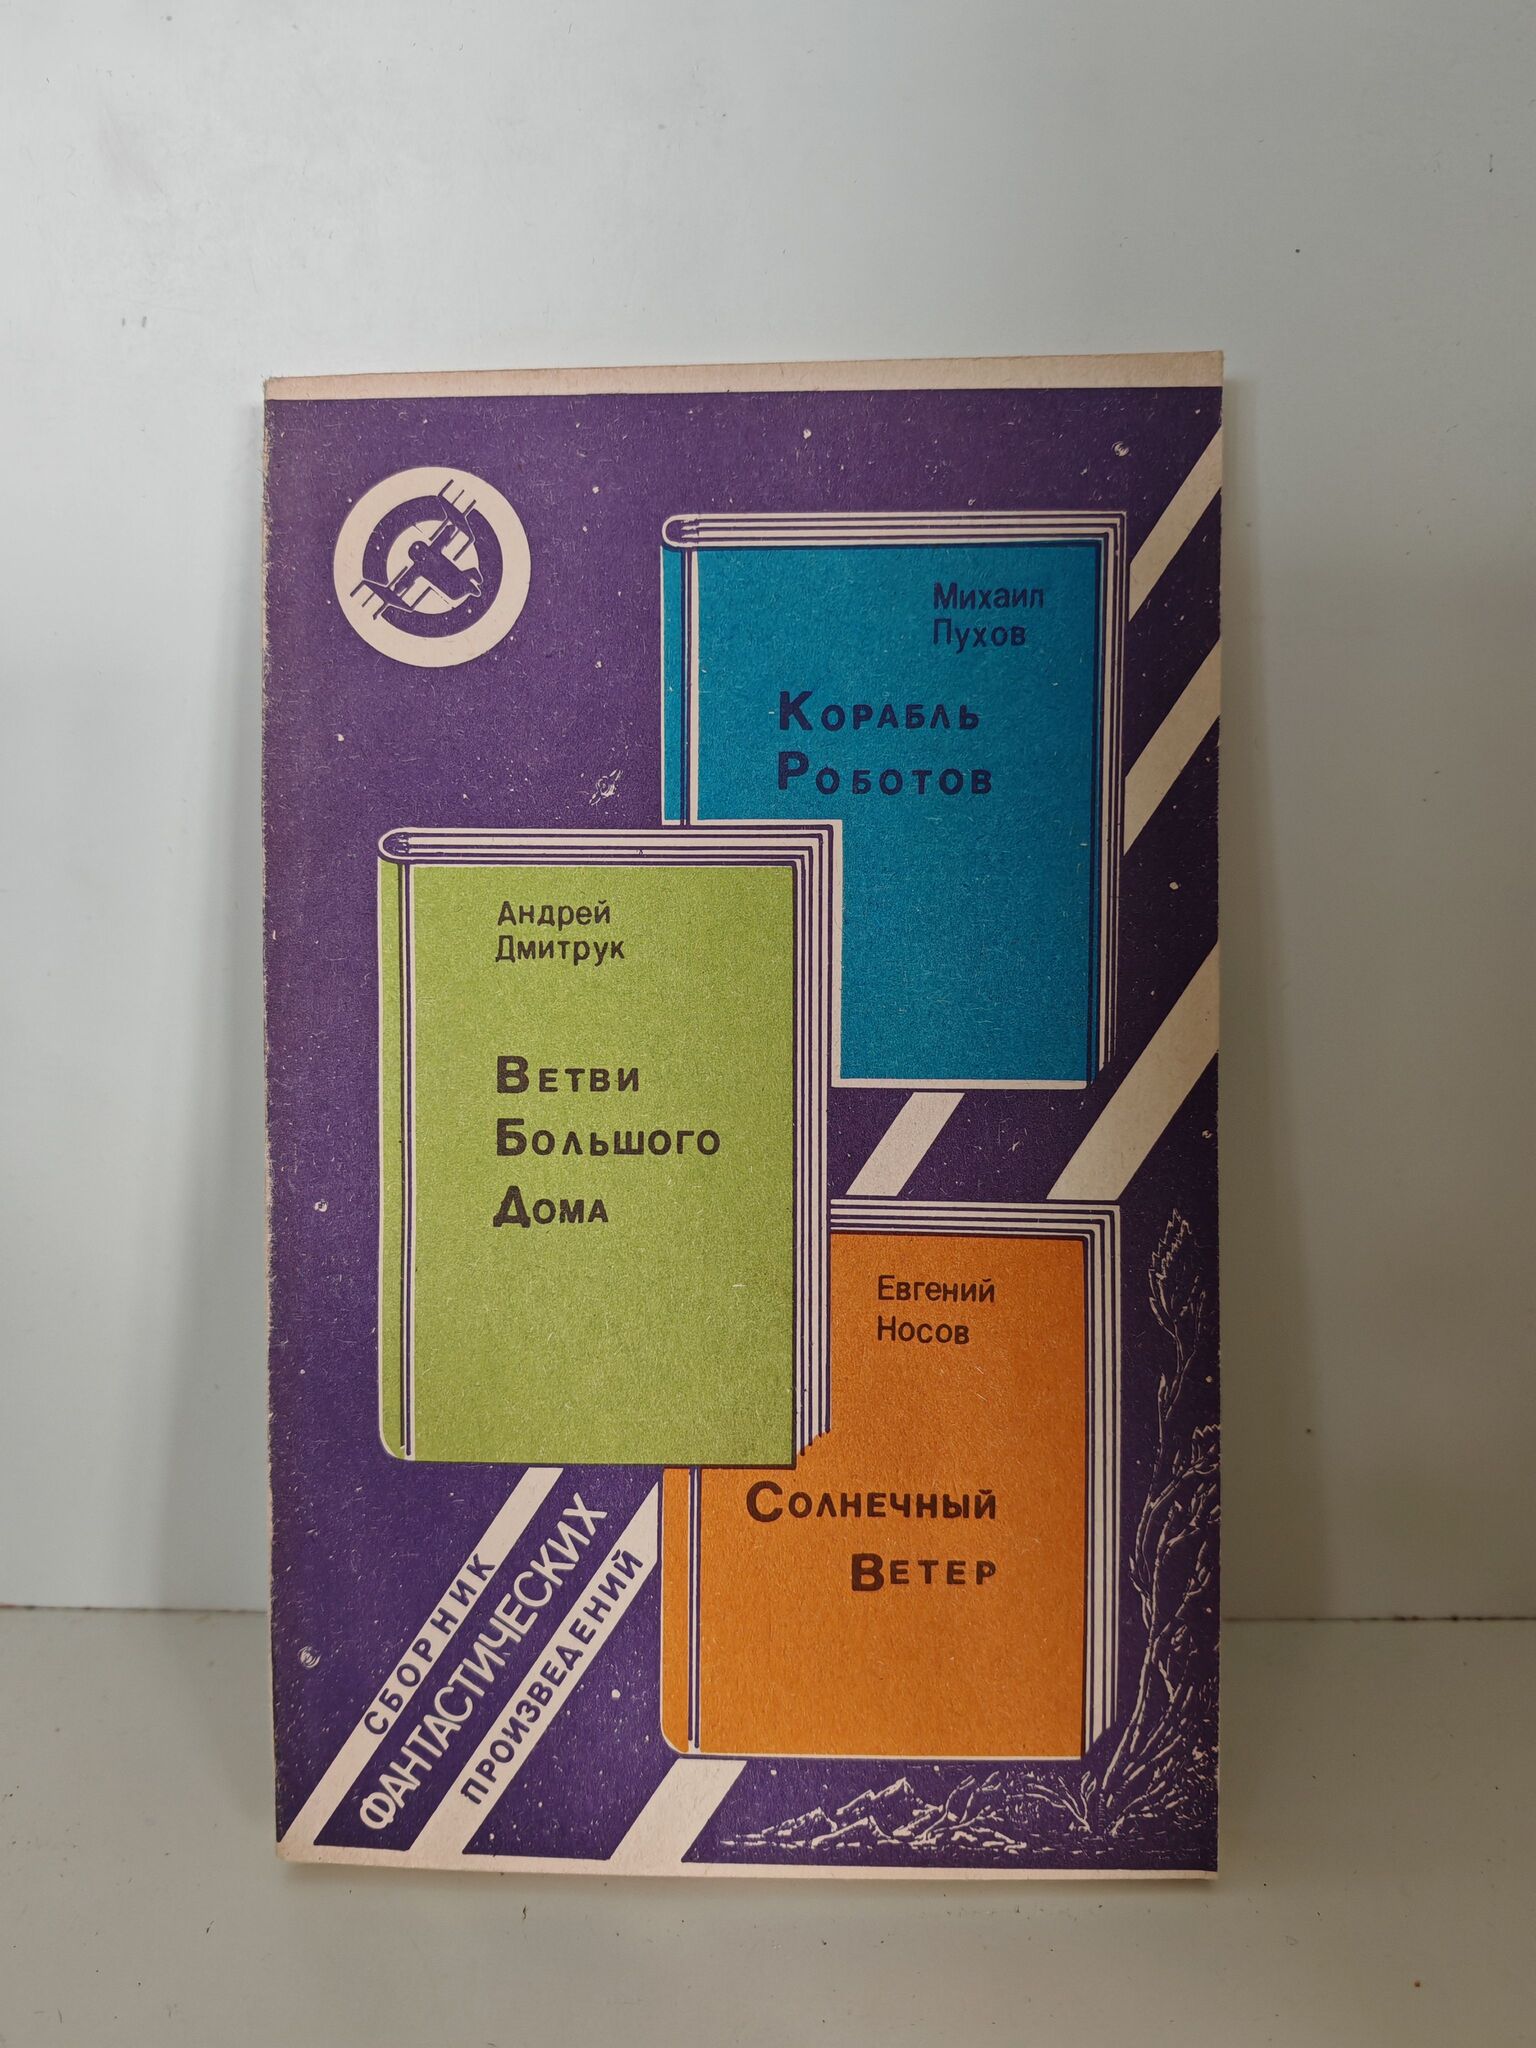 Михаил
Пухов
Корабль
Роботов
Андрей
Дмитрук
Ветви
Большого
Дома
Евгений
Носов
Солнечный
Ветер
СБОРНИК
ФАНТАСТИЧЕСКИХ
ПРОИЗВЕДЕНИЙ